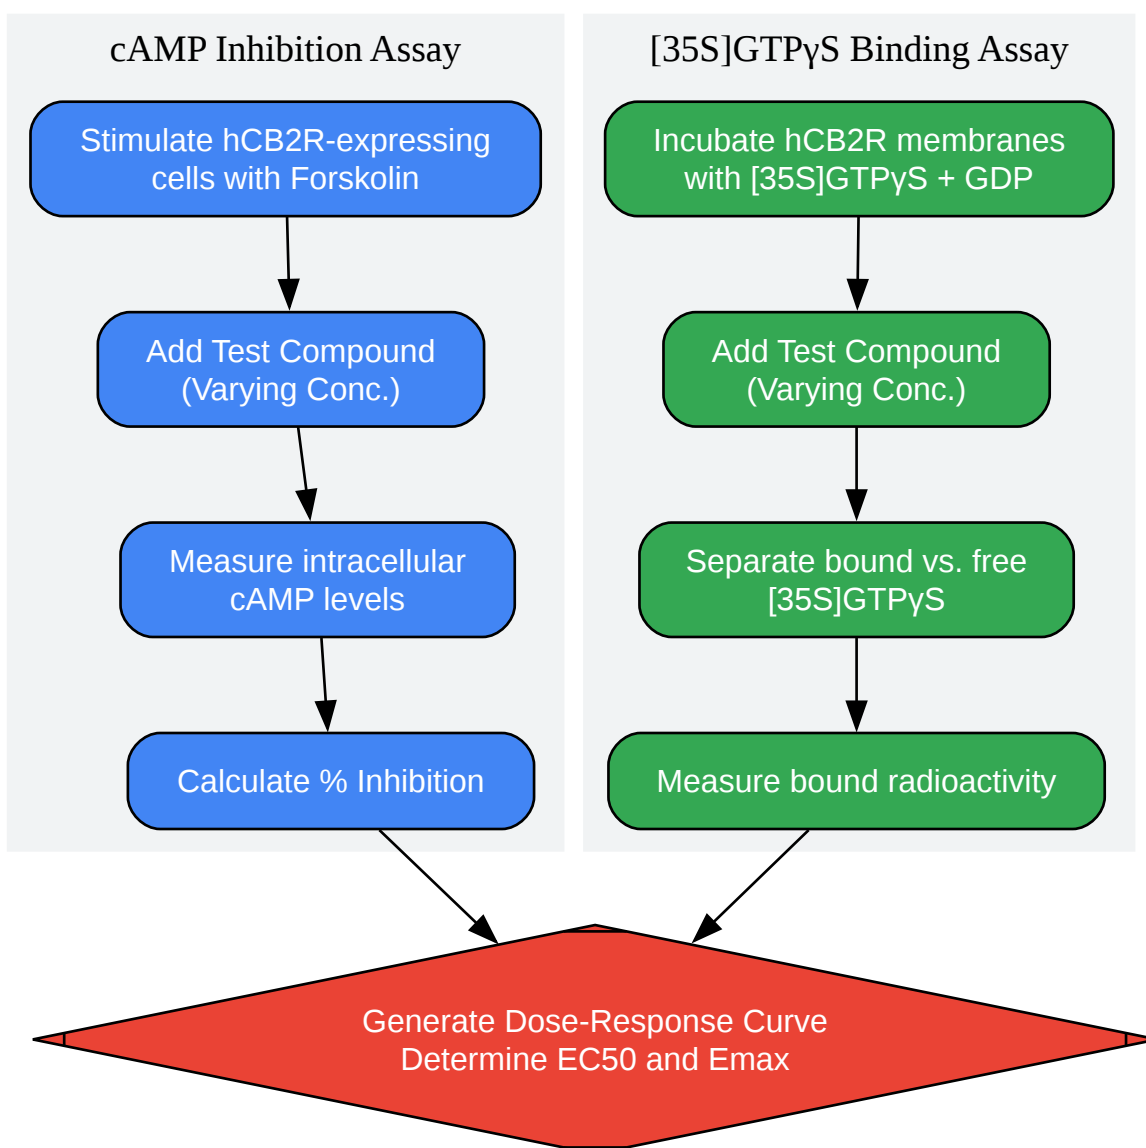 cAMP Inhibition Assay
Stimulate hCB2R-expressing
cells with Forskolin
Add Test Compound
(Varying Conc.)
Measure intracellular
cAMP levels
Calculate % Inhibition
[35S]GTPγS Binding Assay
Incubate hCB2R membranes
with [35S]GTPγS + GDP
Add Test Compound
(Varying Conc.)
Separate bound vs. free
[35S]GTPγS
Measure bound radioactivity
Generate Dose-Response Curve
Determine EC50 and Emax